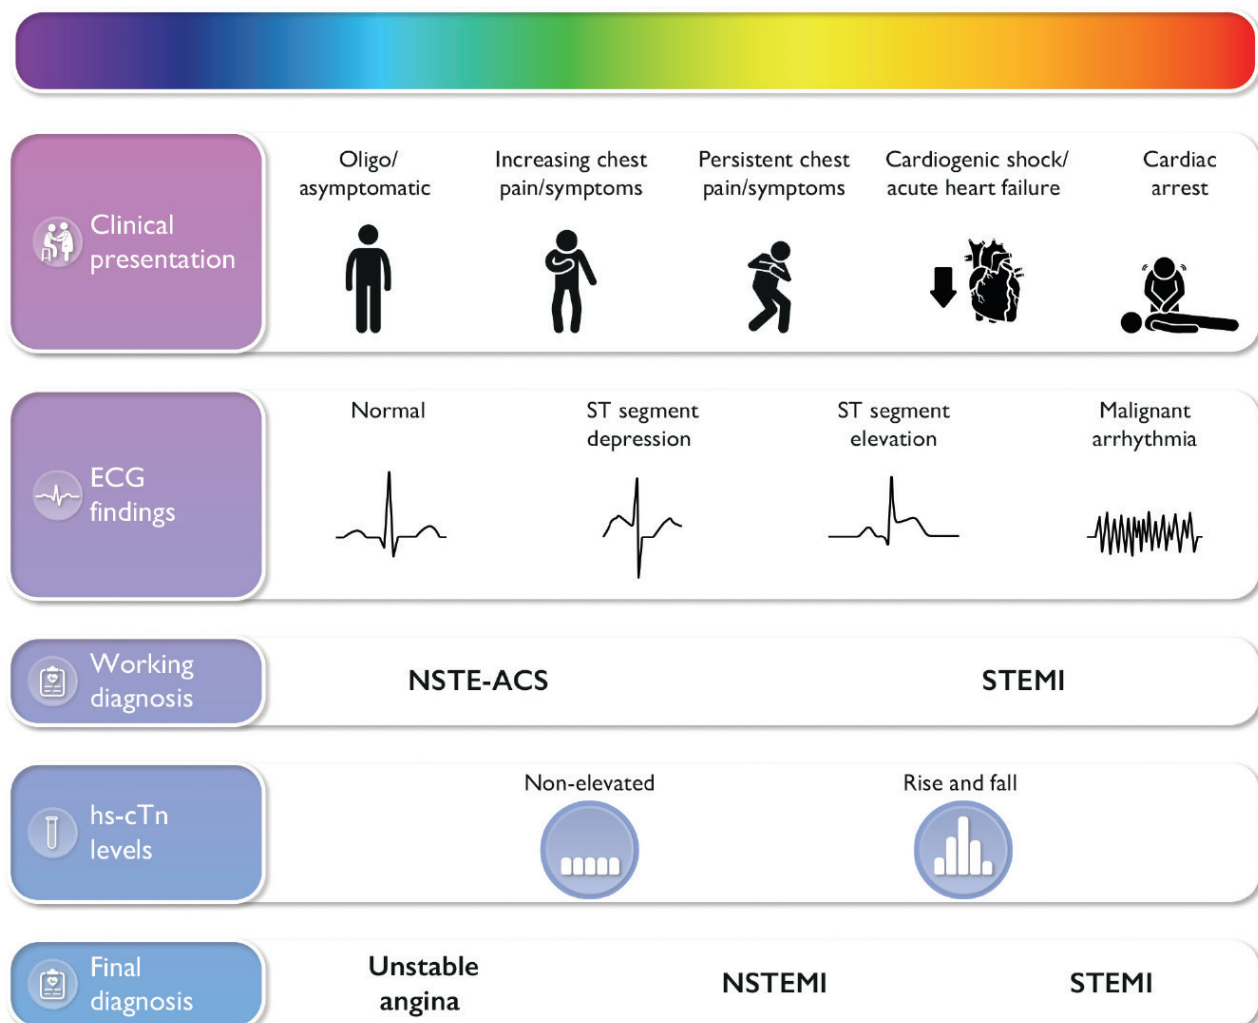 Clinical
presentation
Oligo/
asymptomatic
Increasing chest
pain/symptoms
Persistent chest
pain/symptoms
Cardiogenic shock/
acute heart failure
Cardiac
arrest
ECG
findings
Normal
ST segment
depression
ST segment
elevation
Malignant
arrhythmia
Working
diagnosis
NSTE-ACS
STEMI
hs-cTn
levels
Non-elevated
Rise and fall
Final
diagnosis
Unstable
angina
NSTEMI
STEMI